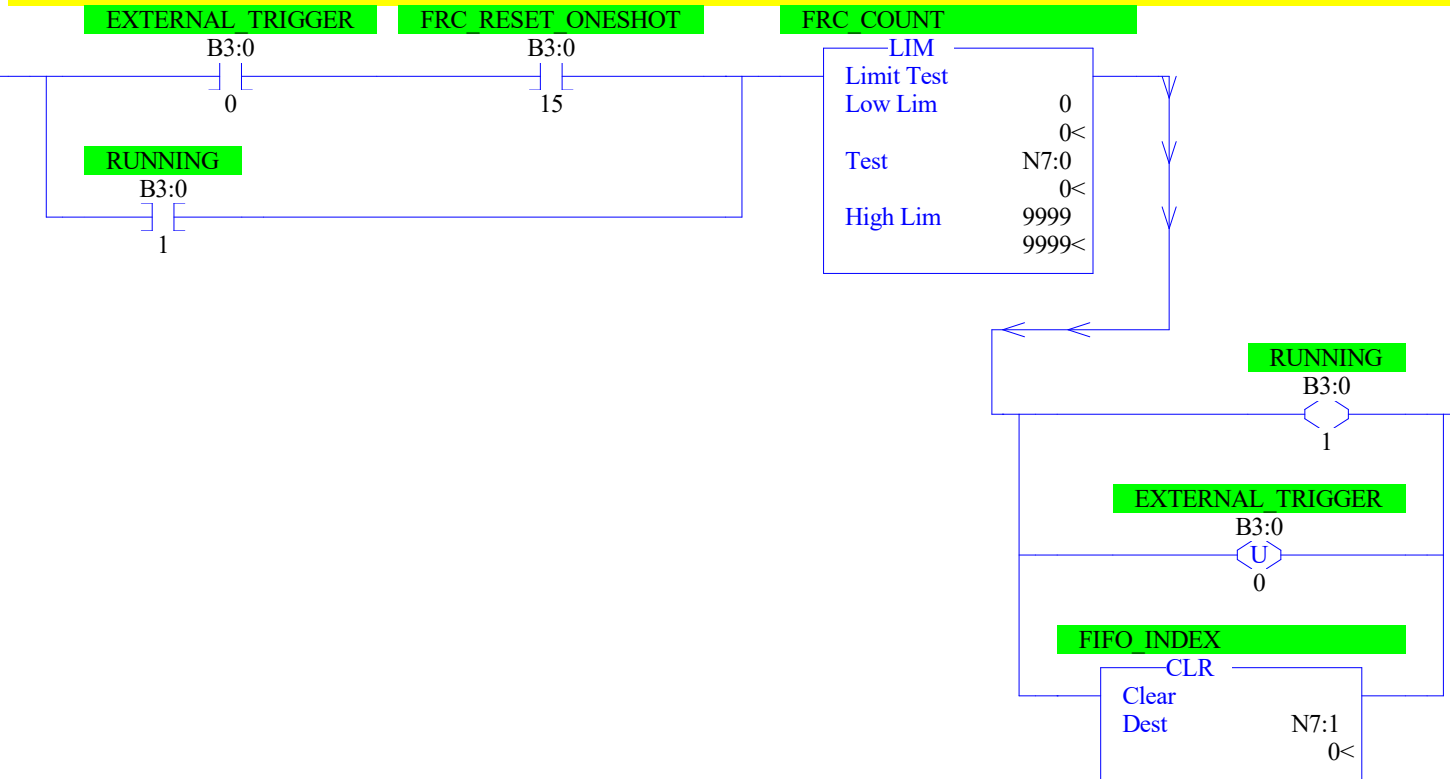 EXTERNAL_TRIGGER FRC_RESET_ONESHOT FRC_COUNT
B3:0 B3:0 LIM
Limit Test
0 15 Low Lim 0
0<
RUNNING Test N7:0
B3:0 0<
High Lim 9999
1 9999<
RUNNING
B3:0
1
EXTERNAL_TRIGGER
B3:0
U
0
FIFO_INDEX
CLR
Clear
Dest N7:1
0<